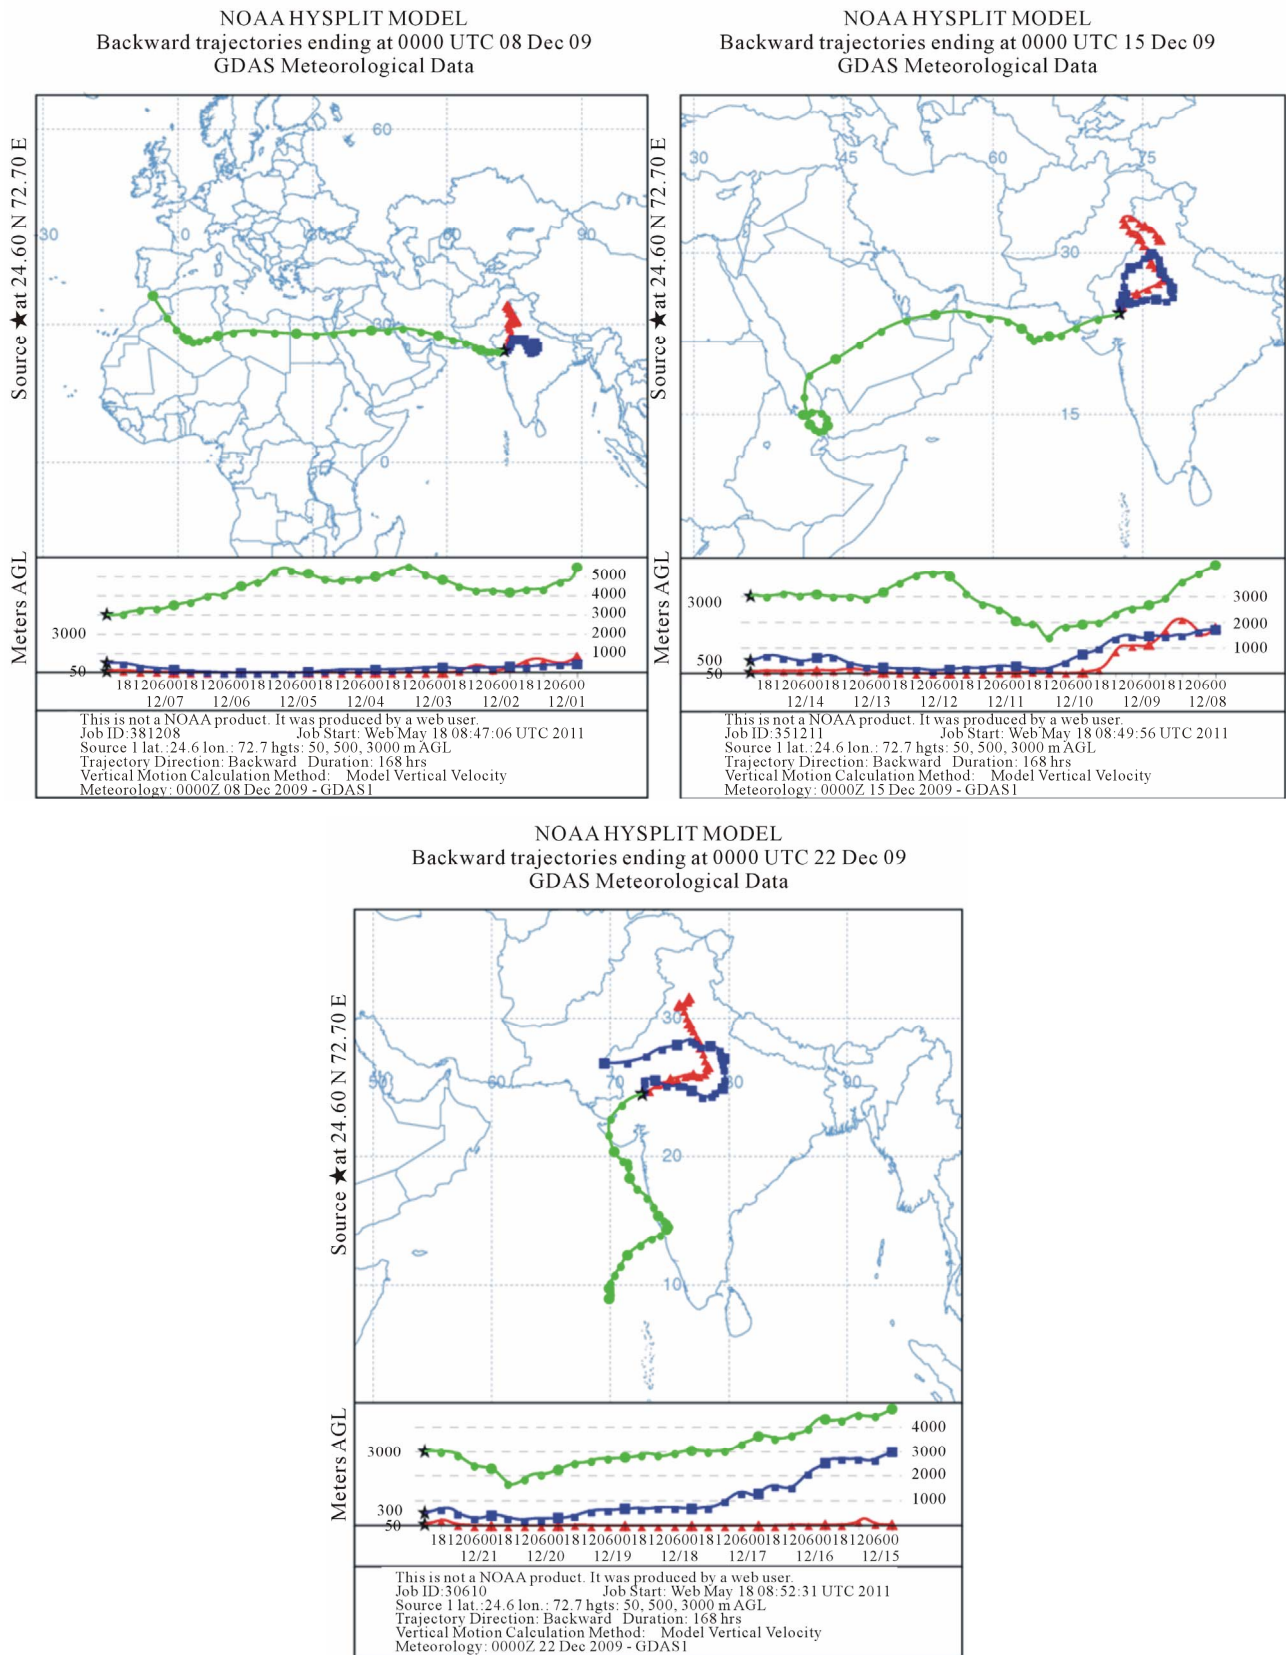 NOAA HYSPLIT MODEL
Backward trajectories ending at 0000 UTC 08 Dec 09
GDAS Meteorological Data
Source ★ at 24.60 N 72.70 E
60
30
0
90
0
Meters AGL
5000
4000
3000
3000
2000
1000
50
18120600181206001812060018120600181206001812060018120600
12/07 12/06 12/05 12/04 12/03 12/02 12/01
This is not a NOAA product. It was produced by a web user.
Job ID:381208 Job Start: Web May 18 08:47:06 UTC 2011
Source 1 lat.:24.6 lon.: 72.7 hgts: 50, 500, 3000 m AGL
Trajectory Direction: Backward Duration: 168 hrs
Vertical Motion Calculation Method: Model Vertical Velocity
Meteorology: 0000Z 08 Dec 2009 - GDAS1
NOAA HYSPLIT MODEL
Backward trajectories ending at 0000 UTC 15 Dec 09
GDAS Meteorological Data
Source ★ at 24.60 N 72.70 E
30 45 60 75
30
15
Meters AGL
3000 3000
2000
1000
500
50
18120600181206001812060018120600181206001812060018120600
12/14 12/13 12/12 12/11 12/10 12/09 12/08
This is not a NOAA product. It was produced by a web user.
Job ID:351211 Job Start: Web May 18 08:49:56 UTC 2011
Source 1 lat.:24.6 lon.: 72.7 hgts: 50, 500, 3000 m AGL
Trajectory Direction: Backward Duration: 168 hrs
Vertical Motion Calculation Method: Model Vertical Velocity
Meteorology: 0000Z 15 Dec 2009 - GDAS1
NOAA HYSPLIT MODEL
Backward trajectories ending at 0000 UTC 22 Dec 09
GDAS Meteorological Data
Source ★ at 24.60 N 72.70 E
30
50 60 70 80 90
20
10
Meters AGL
4000
3000 3000
2000
1000
300
50
18120600181206001812060018120600181206001812060018120600
12/21 12/20 12/19 12/18 12/17 12/16 12/15
This is not a NOAA product. It was produced by a web user.
Job ID:30610 Job Start: Web May 18 08:52:31 UTC 2011
Source 1 lat.:24.6 lon.: 72.7 hgts: 50, 500, 3000 m AGL
Trajectory Direction: Backward Duration: 168 hrs
Vertical Motion Calculation Method: Model Vertical Velocity
Meteorology: 0000Z 22 Dec 2009 - GDAS1